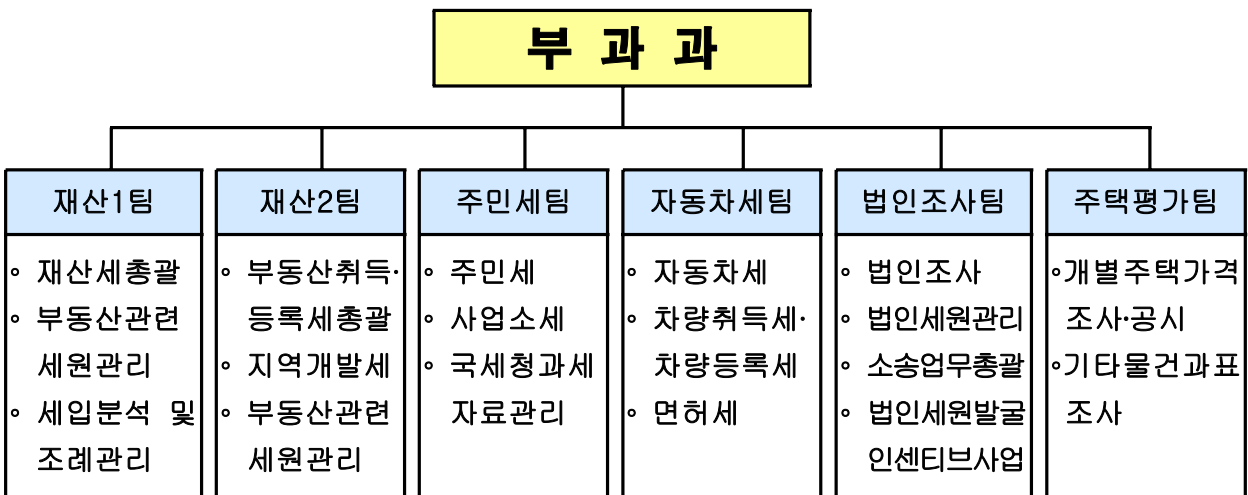 부 과 과
재산1팀
◦ 재산세총괄
◦ 부동산관련
세원관리
◦ 세입분석 및
조례관리
재산2팀
◦ 부동산취득·
등록세총괄
◦ 지역개발세
◦ 부동산관련
세원관리
주민세팀
◦ 주민세
◦ 사업소세
◦ 국세청과세
자료관리
자동차세팀
◦ 자동차세
◦ 차량취득세·
차량등록세
◦ 면허세
법인조사팀
◦ 법인조사
◦ 법인세원관리
◦ 소송업무총괄
◦ 법인세원발굴
인센티브사업
주택평가팀
◦개별주택가격
조사·공시
◦기타물건과표
조사